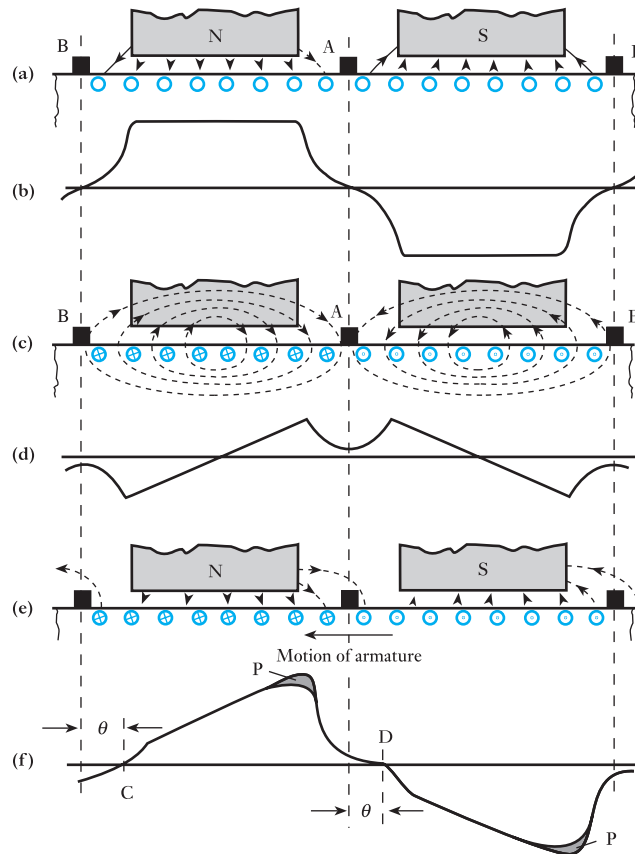 B N A S B
(a)
(b)
B A B
(c)
(d)
(e) N S
Motion of armature
P
θ D
(f)
C θ
P